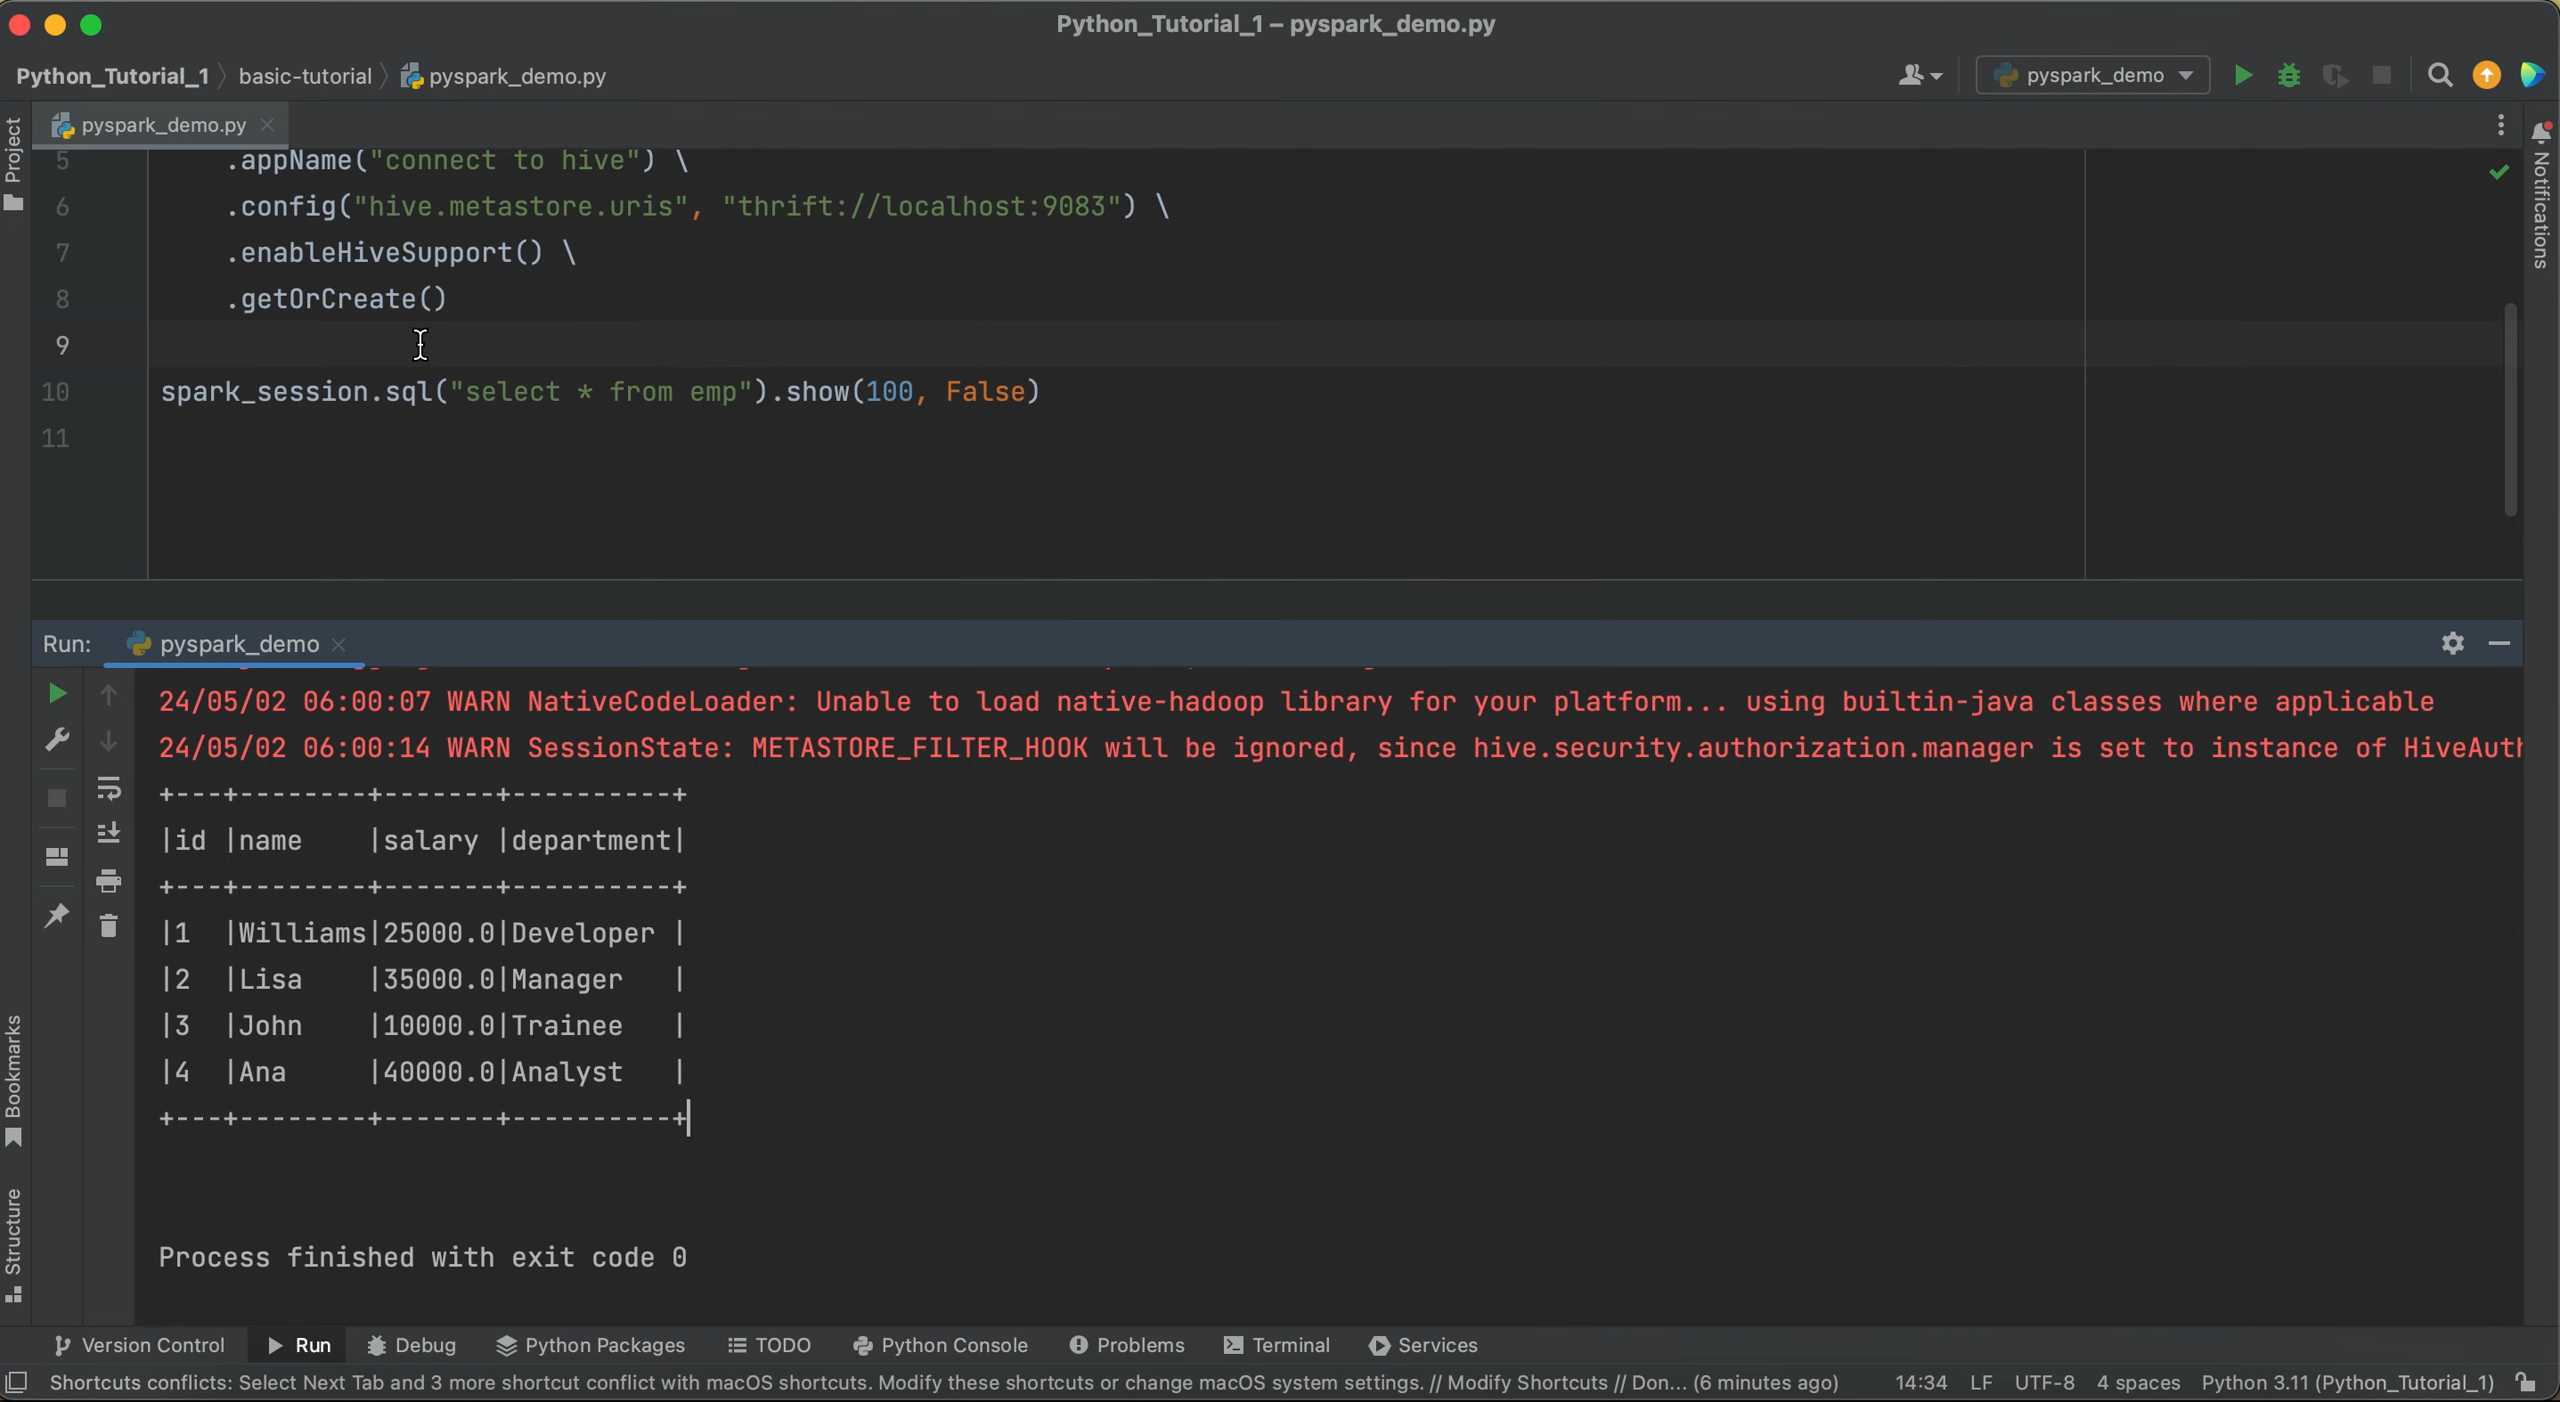 Python_Tutorial_1 – pyspark_demo.py
Python_Tutorial_1 basic-tutorial pyspark_demo.py
pyspark_demo
pyspark_demo.py
Project
Notifications
5 .appName("connect to hive") \
6 .config("hive.metastore.uris", "thrift://localhost:9083") \
7 .enableHiveSupport() \
8 .getOrCreate()
9
10 spark_session.sql("select * from emp").show(100, False)
11
Run: pyspark_demo
24/05/02 06:00:07 WARN NativeCodeLoader: Unable to load native-hadoop library for your platform... using builtin-java classes where applicable
24/05/02 06:00:14 WARN SessionState: METASTORE_FILTER_HOOK will be ignored, since hive.security.authorization.manager is set to instance of HiveAuth
+---+--------+-------+----------+
|id |name    |salary |department|
+---+--------+-------+----------+
|1  |Williams|25000.0|Developer |
|2  |Lisa    |35000.0|Manager   |
|3  |John    |10000.0|Trainee   |
|4  |Ana     |40000.0|Analyst   |
+---+--------+-------+----------+
Process finished with exit code 0
Bookmarks
Structure
Version Control Run Debug Python Packages TODO Python Console Problems Terminal Services
Shortcuts conflicts: Select Next Tab and 3 more shortcut conflict with macOS shortcuts. Modify these shortcuts or change macOS system settings. // Modify Shortcuts // Don... (6 minutes ago) 14:34 LF UTF-8 4 spaces Python 3.11 (Python_Tutorial_1)